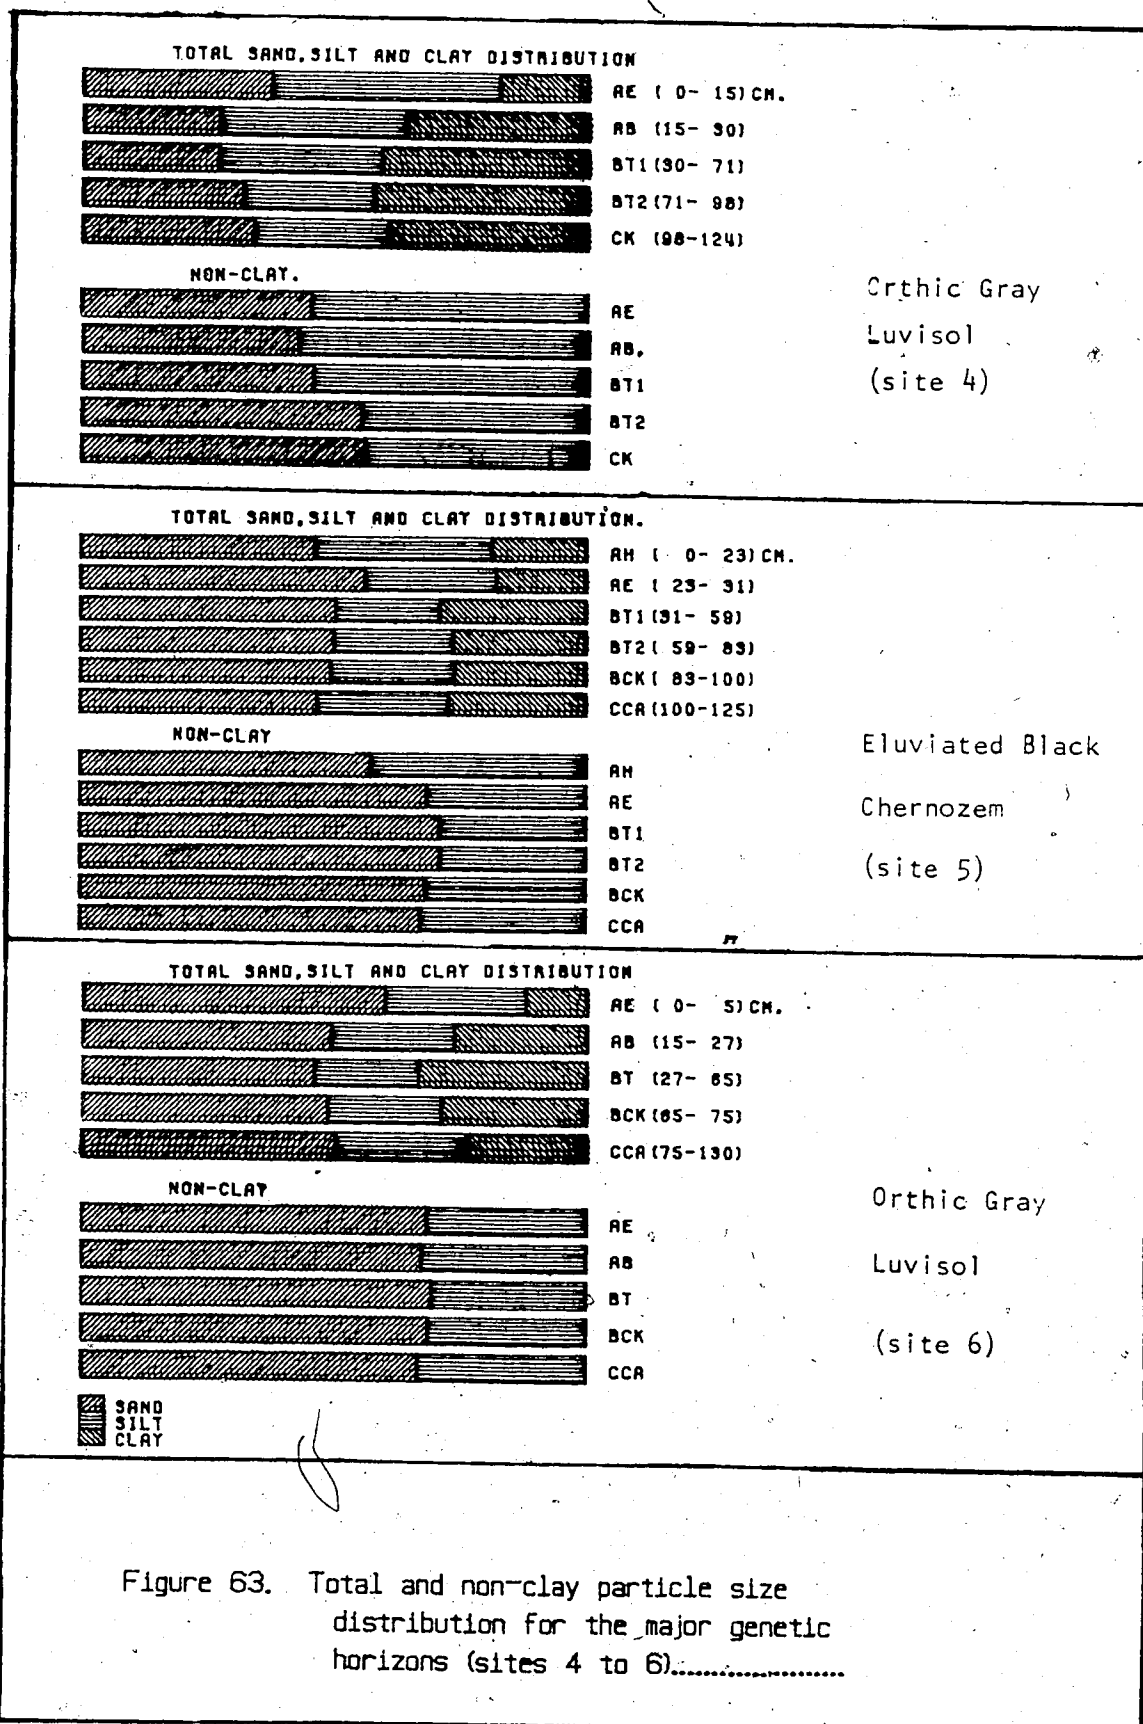 TOTAL SAND,SILT AND CLAY DISTRIBUTION
AE ( 0- 15)CM.
AB (15- 30)
BT1(30- 71)
BT2(71- 98)
CK (98-124)
NON-CLAY.
AE
AB.
BT1
BT2
CK
Orthic Gray
Luvisol
(site 4)
TOTAL SAND,SILT AND CLAY DISTRIBUTION.
AH ( 0- 23)CM.
AE ( 23- 31)
BT1(31- 59)
BT2( 59- 83)
BCK( 83-100)
CCA(100-125)
NON-CLAY
AH
AE
BT1
BT2
BCK
CCA
Eluviated Black
Chernozem
(site 5)
TOTAL SAND,SILT AND CLAY DISTRIBUTION
AE ( 0- 5)CM.
AB (15- 27)
BT (27- 65)
BCK(65- 75)
CCA(75-130)
NON-CLAY
AE
AB
BT
BCK
CCA
Orthic Gray
Luvisol
(site 6)
SAND
SILT
CLAY
Figure 63. Total and non-clay particle size
distribution for the major genetic
horizons (sites 4 to 6)......................